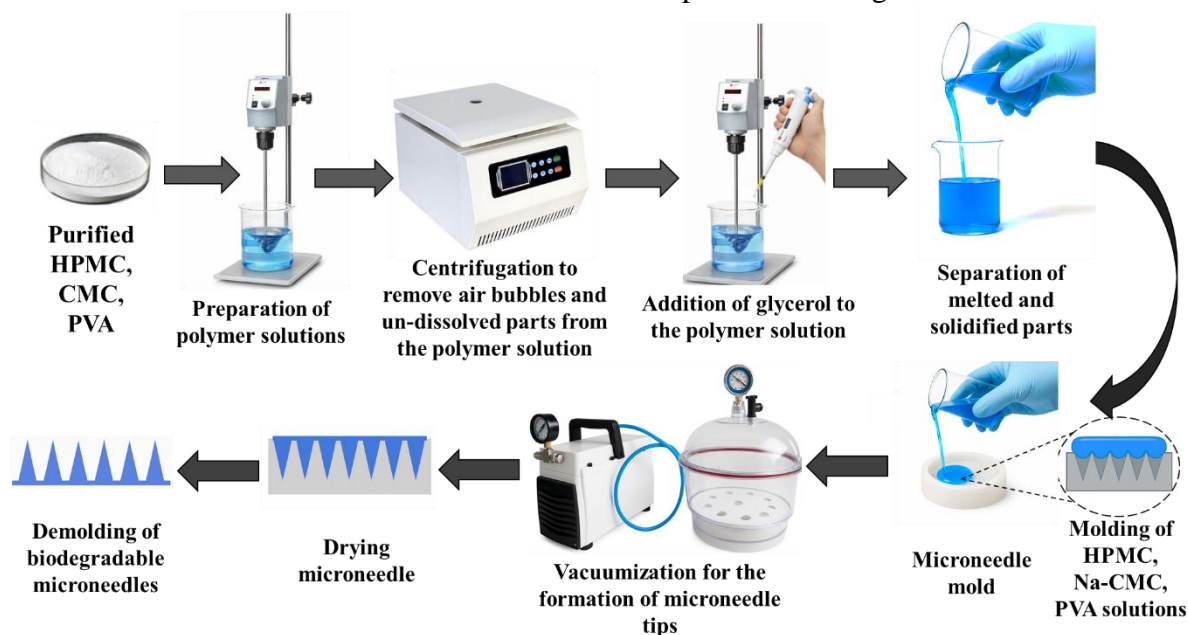 Purified
HPMC,
CMC,
PVA
Preparation of
polymer solutions
Centrifugation to
remove air bubbles and
un-dissolved parts from
the polymer solution
Addition of glycerol to
the polymer solution
Separation of
melted and
solidified parts
Molding of
HPMC,
Na-CMC,
PVA solutions
Microneedle
mold
Vacuumization for the
formation of microneedle
tips
Drying
microneedle
Demolding of
biodegradable
microneedles